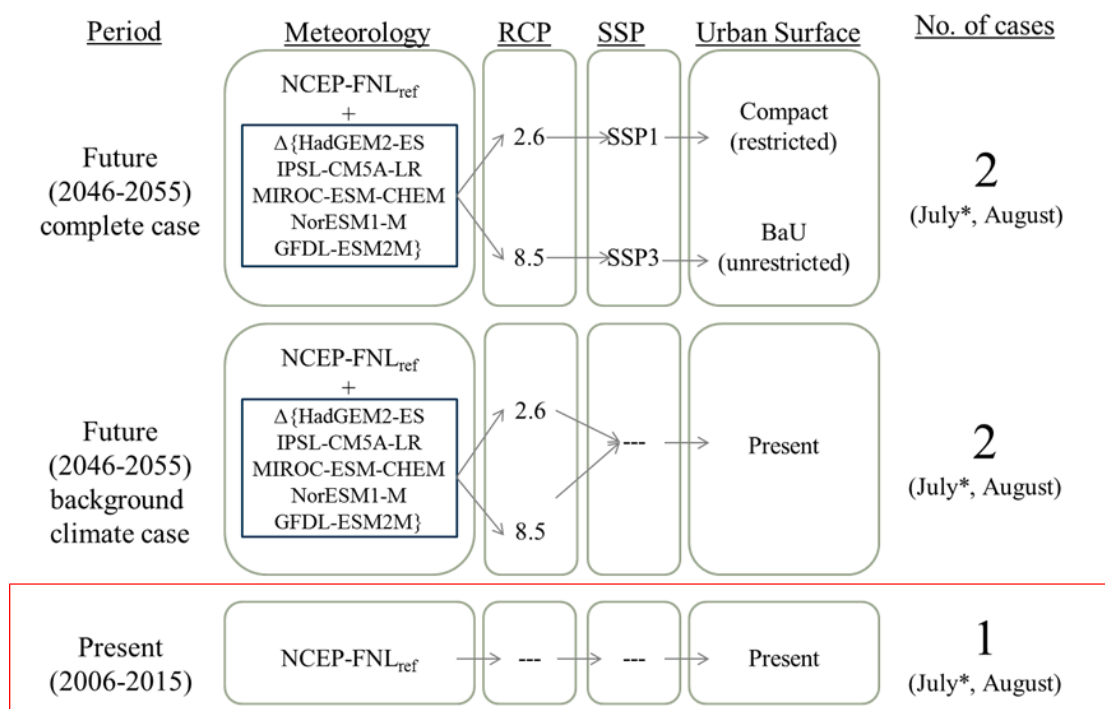 Period Meteorology RCP SSP Urban Surface No. of cases
Future
(2046-2055)
complete case
NCEP-FNLref
+
Δ{HadGEM2-ES
IPSL-CM5A-LR
MIROC-ESM-CHEM
NorESM1-M
GFDL-ESM2M}
2.6
SSP1
Compact
(restricted)
8.5
SSP3
BaU
(unrestricted)
2
(July*, August)
Future
(2046-2055)
background
climate case
NCEP-FNLref
+
Δ{HadGEM2-ES
IPSL-CM5A-LR
MIROC-ESM-CHEM
NorESM1-M
GFDL-ESM2M}
2.6
8.5
---
Present
2
(July*, August)
Present
(2006-2015)
NCEP-FNLref
---
---
Present
1
(July*, August)